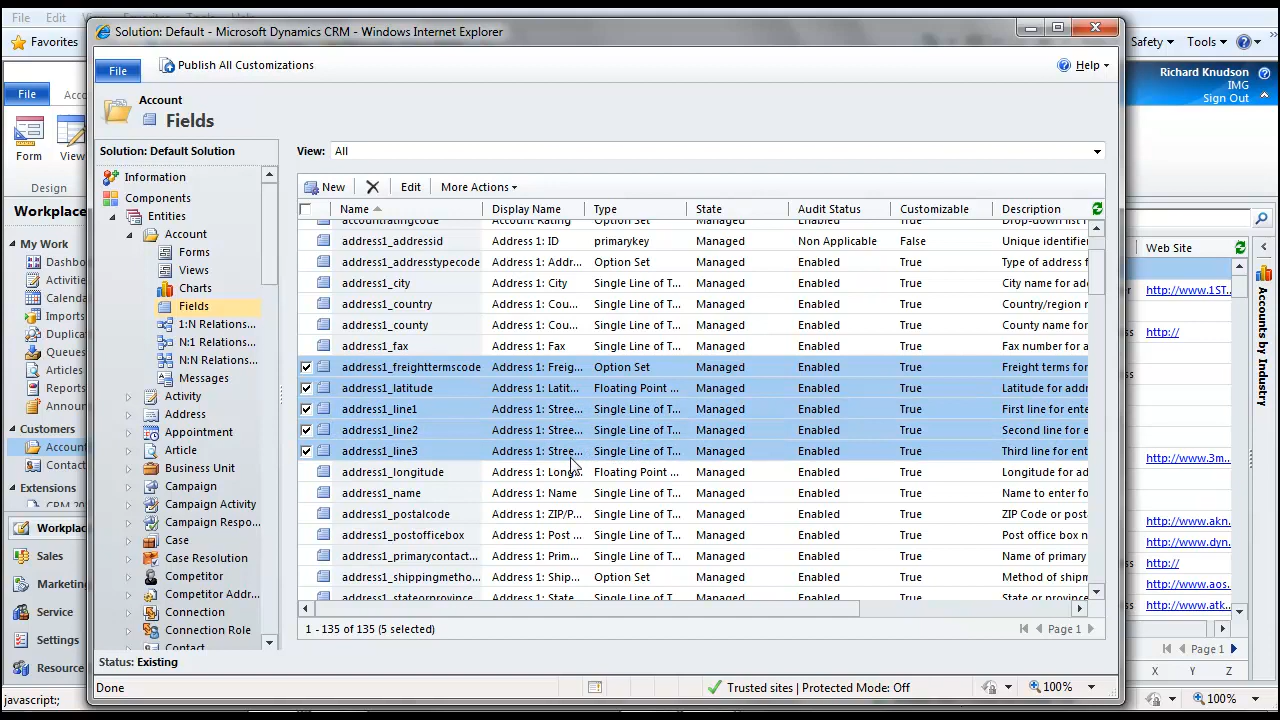 File Edit
Solution: Default - Microsoft Dynamics CRM - Windows Internet Explorer
Favorites
Safety Tools
File
Publish All Customizations
Help
Richard Knudson
IMG
Sign Out
File Acc
Account
Fields
Form View
Design
Solution: Default Solution
View: All
Information
Components
Entities
Account
Forms
Views
Charts
Fields
1:N Relations...
N:1 Relations...
N:N Relations...
Messages
Activity
Address
Appointment
Article
Business Unit
Campaign
Campaign Activity
Campaign Respo...
Case
Case Resolution
Competitor
Competitor Addr...
Connection
Connection Role
Contact
New Edit More Actions
Name Display Name Type State Audit Status Customizable Description
accountratingcode Account Rating Option Set Managed Enabled True Dropdown list f
address1_addressid Address 1: ID primarykey Managed Non Applicable False Unique identifier
address1_addresstypecode Address 1: Addr... Option Set Managed Enabled True Type of address f
address1_city Address 1: City Single Line of T... Managed Enabled True City name for add
address1_country Address 1: Cou... Single Line of T... Managed Enabled True Country/region n
address1_county Address 1: Cou... Single Line of T... Managed Enabled True County name for
address1_fax Address 1: Fax Single Line of T... Managed Enabled True Fax number for a
address1_freighttermscode Address 1: Freig... Option Set Managed Enabled True Freight terms for
address1_latitude Address 1: Latit... Floating Point ... Managed Enabled True Latitude for addr
address1_line1 Address 1: Stree... Single Line of T... Managed Enabled True First line for ente
address1_line2 Address 1: Stree... Single Line of T... Managed Enabled True Second line for e
address1_line3 Address 1: Stree... Single Line of T... Managed Enabled True Third line for ent
address1_longitude Address 1: Long... Floating Point ... Managed Enabled True Longitude for add
address1_name Address 1: Name Single Line of T... Managed Enabled True Name to enter fo
address1_postalcode Address 1: ZIP/P... Single Line of T... Managed Enabled True ZIP Code or post
address1_postofficebox Address 1: Post ... Single Line of T... Managed Enabled True Post office box n
address1_primarycontact... Address 1: Prim... Single Line of T... Managed Enabled True Name of primary
address1_shippingmetho... Address 1: Ship... Option Set Managed Enabled True Method of shipm
address1_stateorprovince Address 1: State Single Line of T... Managed Enabled True State or province
1 - 135 of 135 (5 selected)
Page 1
Status: Existing
Done
Trusted sites | Protected Mode: Off
100%
Workplace
My Work
Dashbo
Activitie
Calenda
Imports
Duplica
Queues
Articles
Reports
Announ
Customers
Accoun
Contact
Extensions
CRM 20
Workplac
Sales
Marketing
Service
Settings
Resource
javascript:;
Web Site
http://www.1ST
http://
http://www.3m..
http://www.akn.
http://www.dyn.
http://
http://www.aos.
http://www.atk.
Accounts by Industry
Page 1
X Y Z
100%